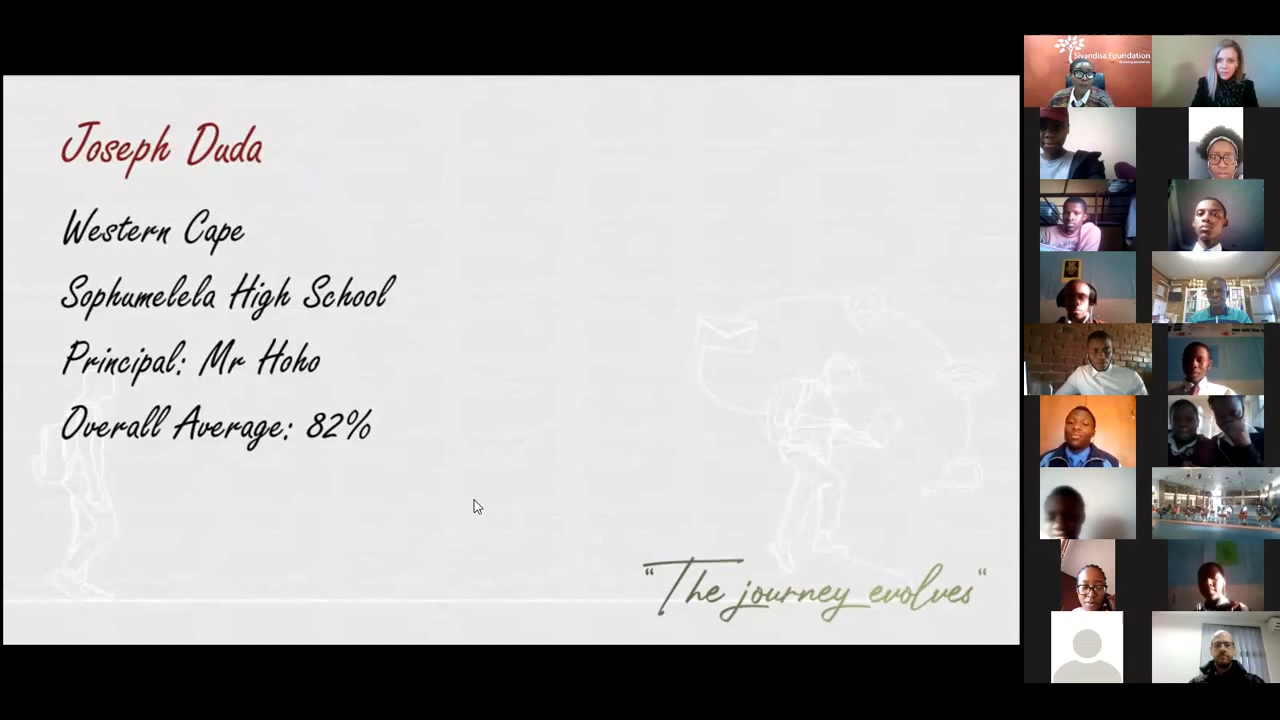 Joseph Duda
Western Cape
Sophumelela High School
Principal: Mr Hoho
Overall Average: 82%
"The journey evolves"
Sivandisa Foundation